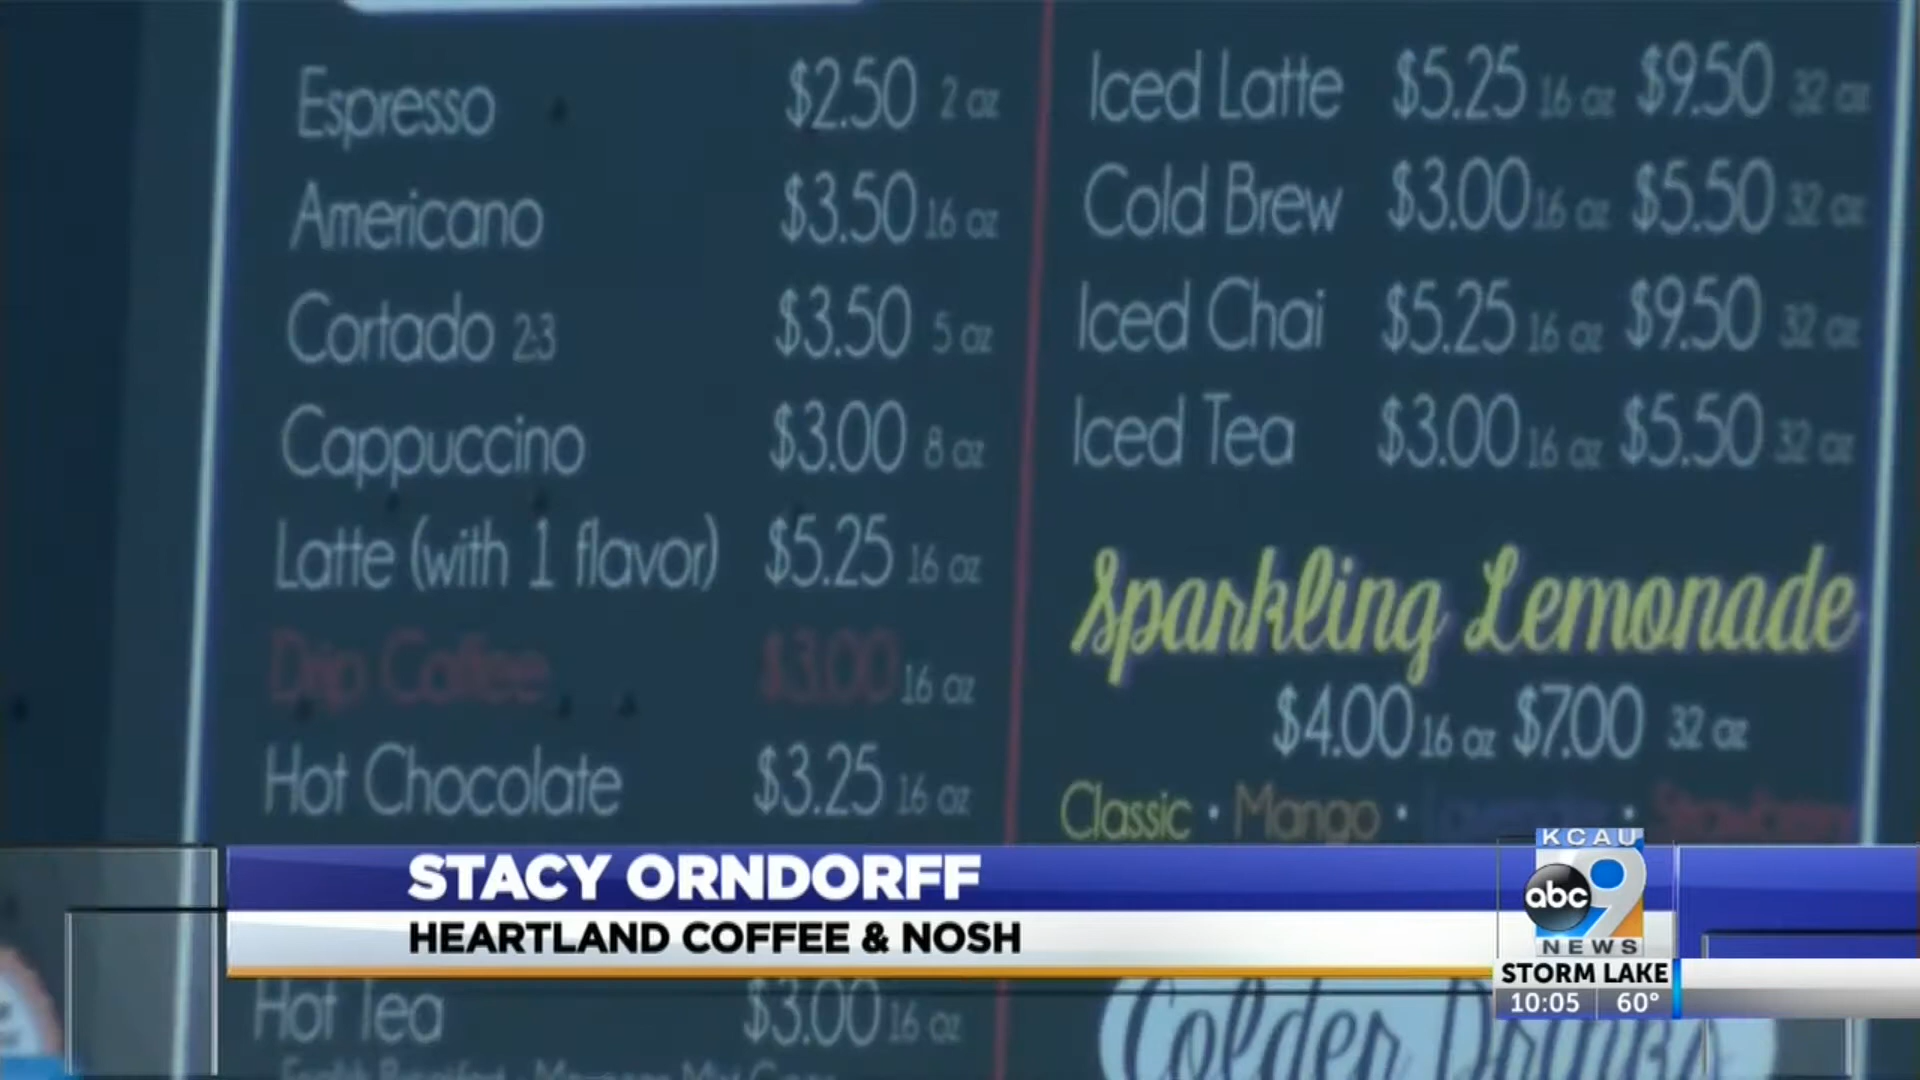 Espresso $2.50 2 oz
Americano $3.50 16 oz
Cortado 2:3 $3.50 5 oz
Cappuccino $3.00 8 oz
Latte (with 1 flavor) $5.25 16 oz
Drip Coffee $3.00 16 oz
Hot Chocolate $3.25 16 oz
Hot Tea $3.00 16 oz
Iced Latte $5.25 16 oz $9.50 32 oz
Cold Brew $3.00 16 oz $5.50 32 oz
Iced Chai $5.25 16 oz $9.50 32 oz
Iced Tea $3.00 16 oz $5.50 32 oz
Sparkling Lemonade
$4.00 16 oz $7.00 32 oz
Classic · Mango · Lavender · Strawberry
Colder Drinks
STACY ORNDORFF
HEARTLAND COFFEE & NOSH
KCAU
abc 9
NEWS
STORM LAKE
10:05 60°